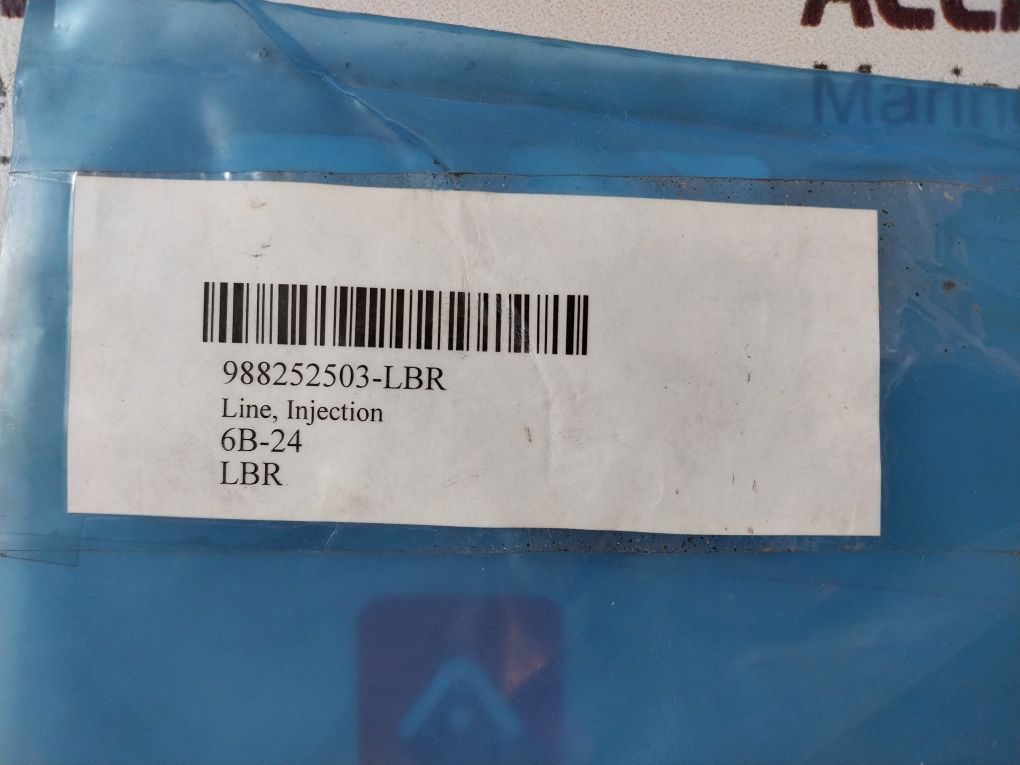 988252503-LBR
Line, Injection
6B-24
LBR